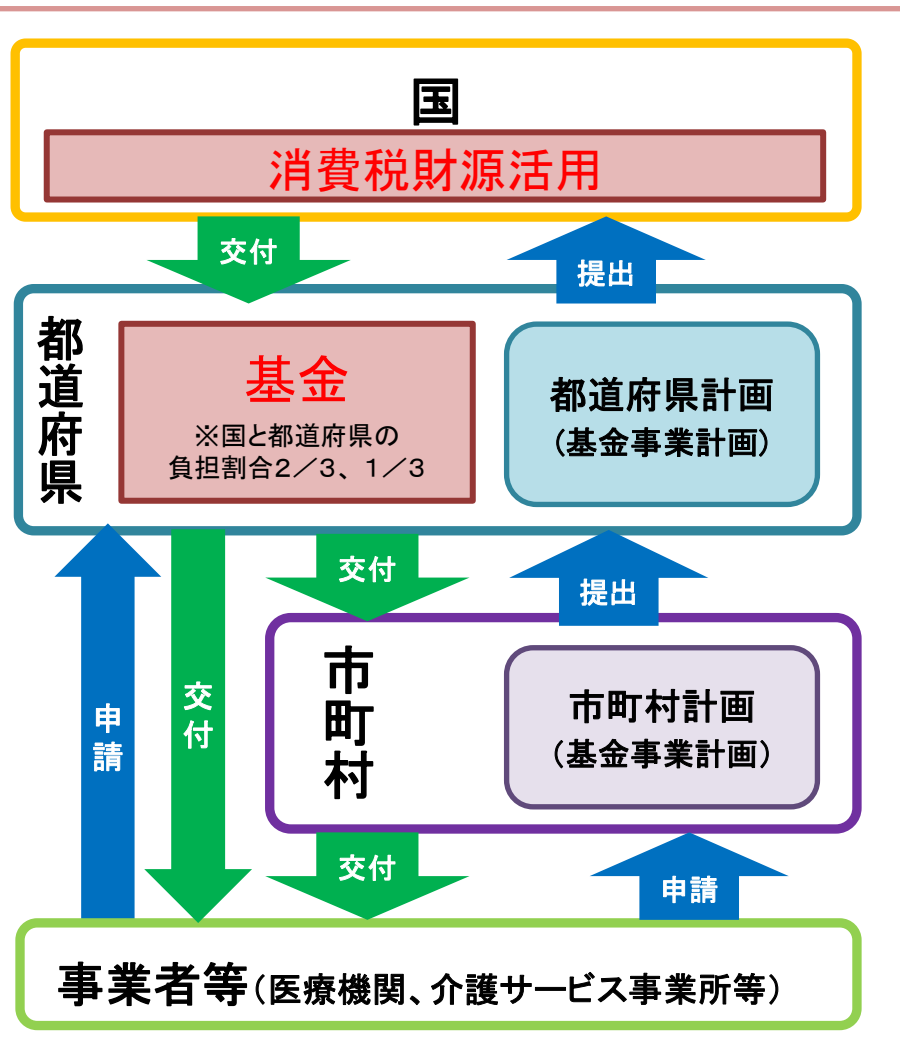 国
消費税財源活用
交付
提出
都道府県
基金
※国と都道府県の
負担割合2／3、1／3
都道府県計画
(基金事業計画)
交付
提出
申請
交付
市町村
市町村計画
(基金事業計画)
交付
申請
事業者等(医療機関、介護サービス事業所等)